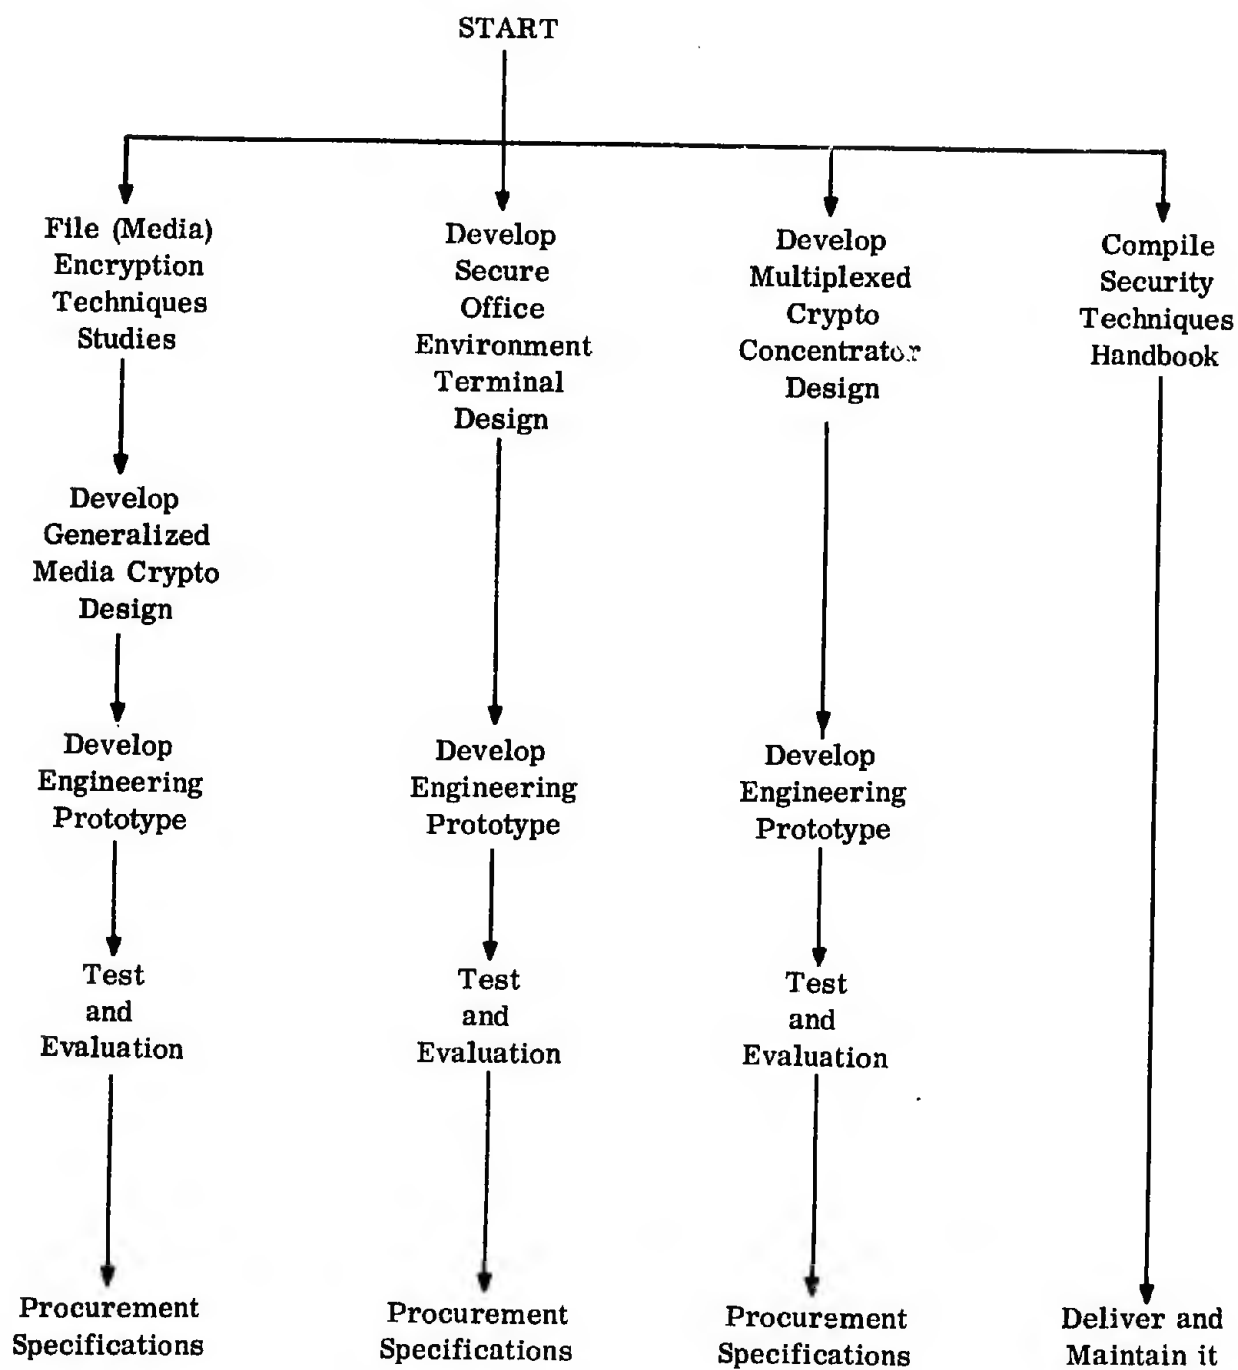 START
File (Media)
Encryption
Techniques
Studies
Develop
Secure
Office
Environment
Terminal
Design
Develop
Multiplexed
Crypto
Concentrator
Design
Compile
Security
Techniques
Handbook
Develop
Generalized
Media Crypto
Design
Develop
Engineering
Prototype
Develop
Engineering
Prototype
Develop
Engineering
Prototype
Test
and
Evaluation
Test
and
Evaluation
Test
and
Evaluation
Procurement
Specifications
Procurement
Specifications
Procurement
Specifications
Deliver and
Maintain it